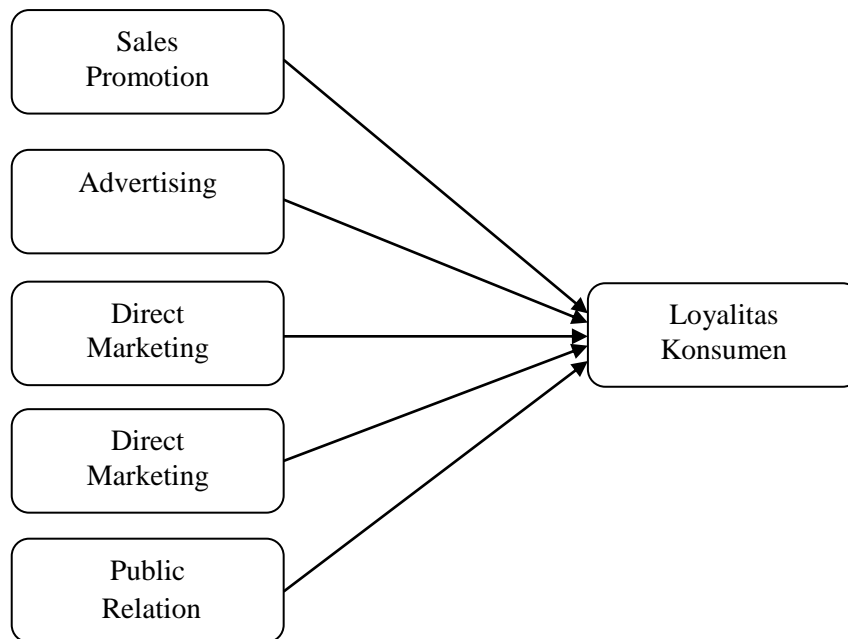 Sales
Promotion
Advertising
Direct
Marketing
Direct
Marketing
Public
Relation
Loyalitas
Konsumen